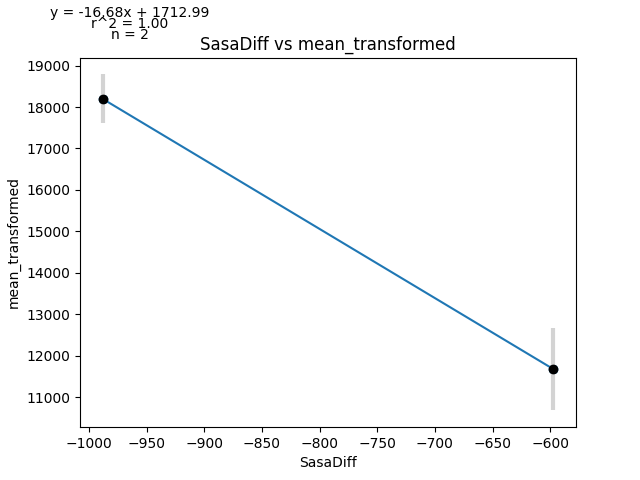 y = -16.68x + 1712.99
r^2 = 1.00
n = 2
SasaDiff vs mean_transformed
19000
18000
17000
16000
15000
14000
13000
12000
11000
mean_transformed
−1000 −950 −900 −850 −800 −750 −700 −650 −600
SasaDiff